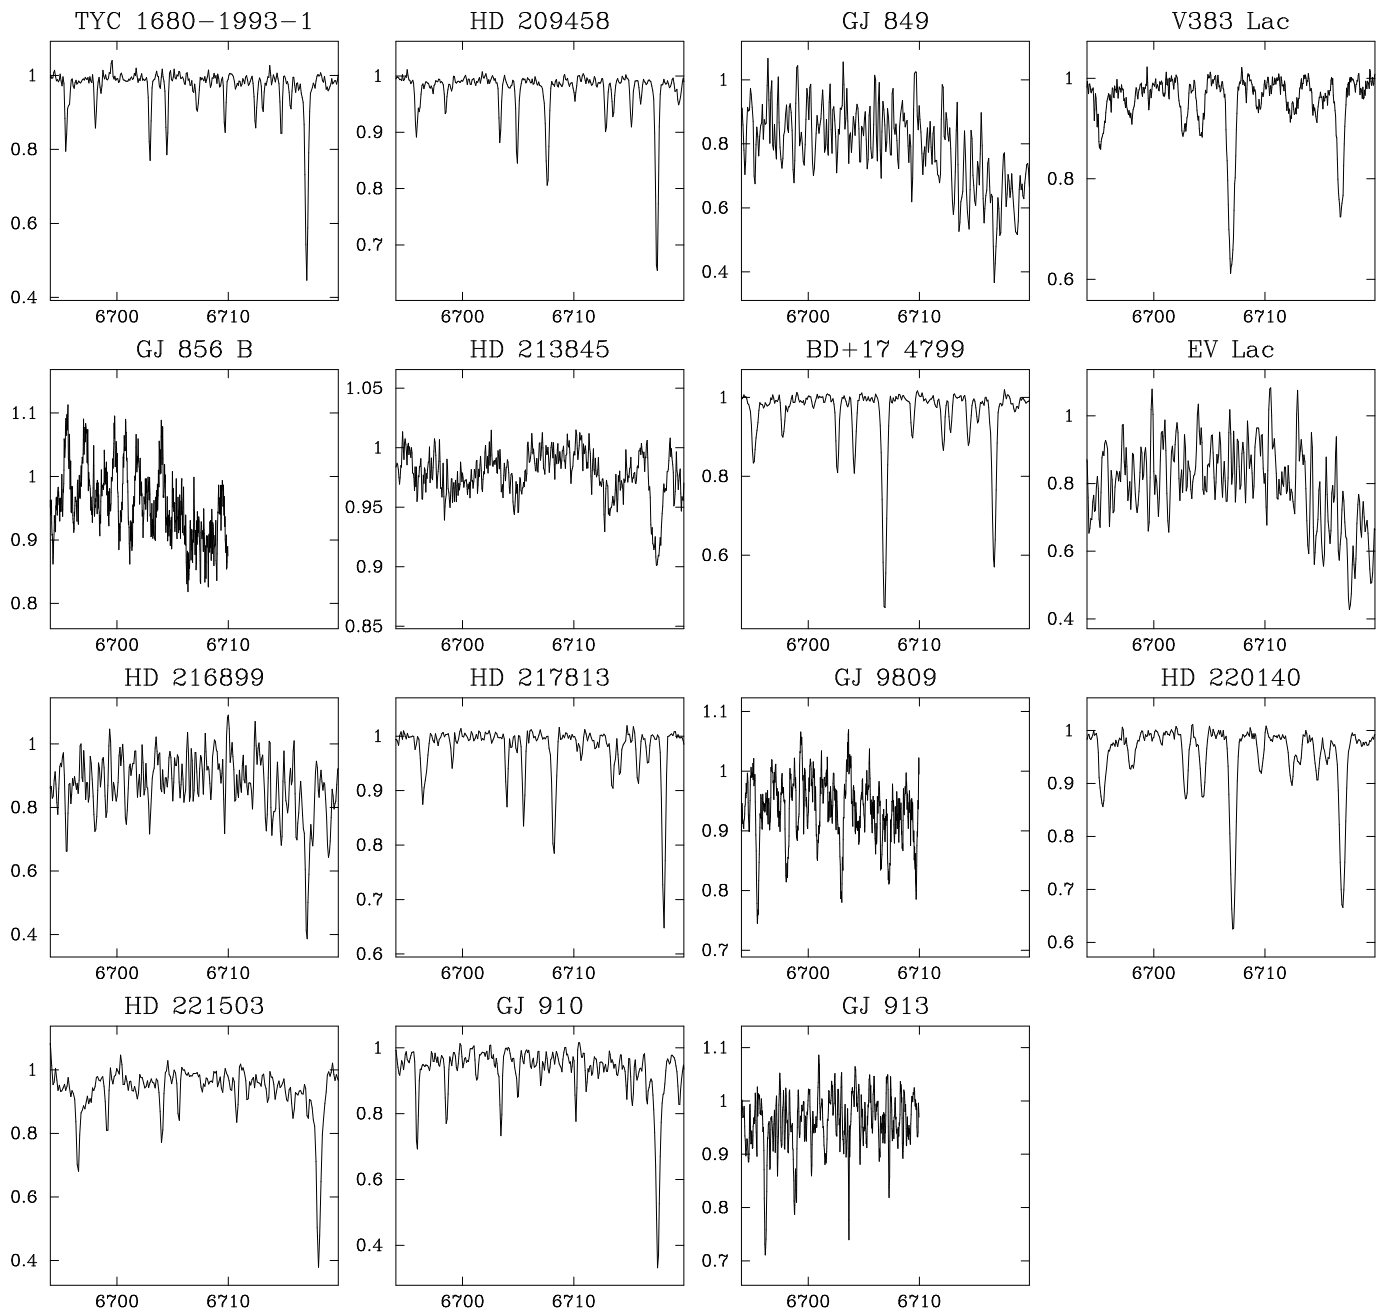 TYC 1680−1993−1 HD 209458 GJ 849 V383 Lac
1 0.8 0.6 0.4 1 0.9 0.8 0.7 1 0.8 0.6 0.4 1 0.8 0.6
6700 6710 6700 6710 6700 6710 6700 6710
GJ 856 B HD 213845 BD+17 4799 EV Lac
1.1 1 0.9 0.8 1.05 1 0.95 0.9 0.85 1 0.8 0.6 1 0.8 0.6 0.4
6700 6710 6700 6710 6700 6710 6700 6710
HD 216899 HD 217813 GJ 9809 HD 220140
1 0.8 0.6 0.4 1 0.9 0.8 0.7 0.6 1.1 1 0.9 0.8 0.7 1 0.9 0.8 0.7 0.6
6700 6710 6700 6710 6700 6710 6700 6710
HD 221503 GJ 910 GJ 913
1 0.8 0.6 0.4 1 0.8 0.6 0.4 1.1 1 0.9 0.8 0.7
6700 6710 6700 6710 6700 6710